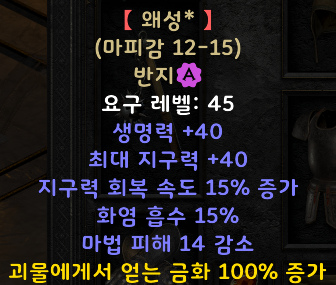 【 왜성* 】
(마피감 12-15)
반지 A
요구 레벨: 45
생명력 +40
최대 지구력 +40
지구력 회복 속도 15% 증가
화염 흡수 15%
마법 피해 14 감소
괴물에게서 얻는 금화 100% 증가